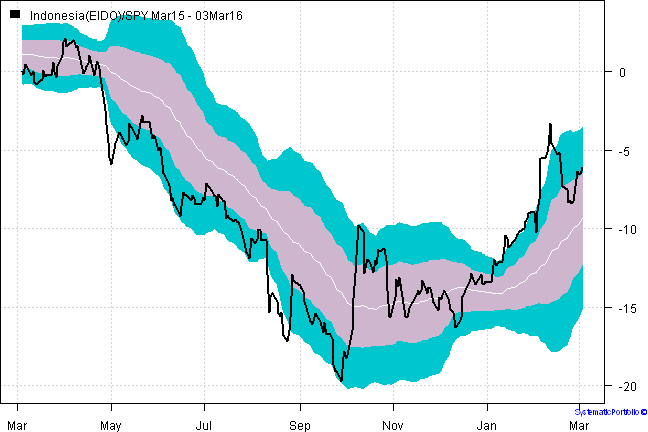 Indonesia(EIDO)/SPY Mar15 - 03Mar16
0
-5
-10
-15
-20
Mar May Jul Sep Nov Jan Mar
SystematicPortfolio ©